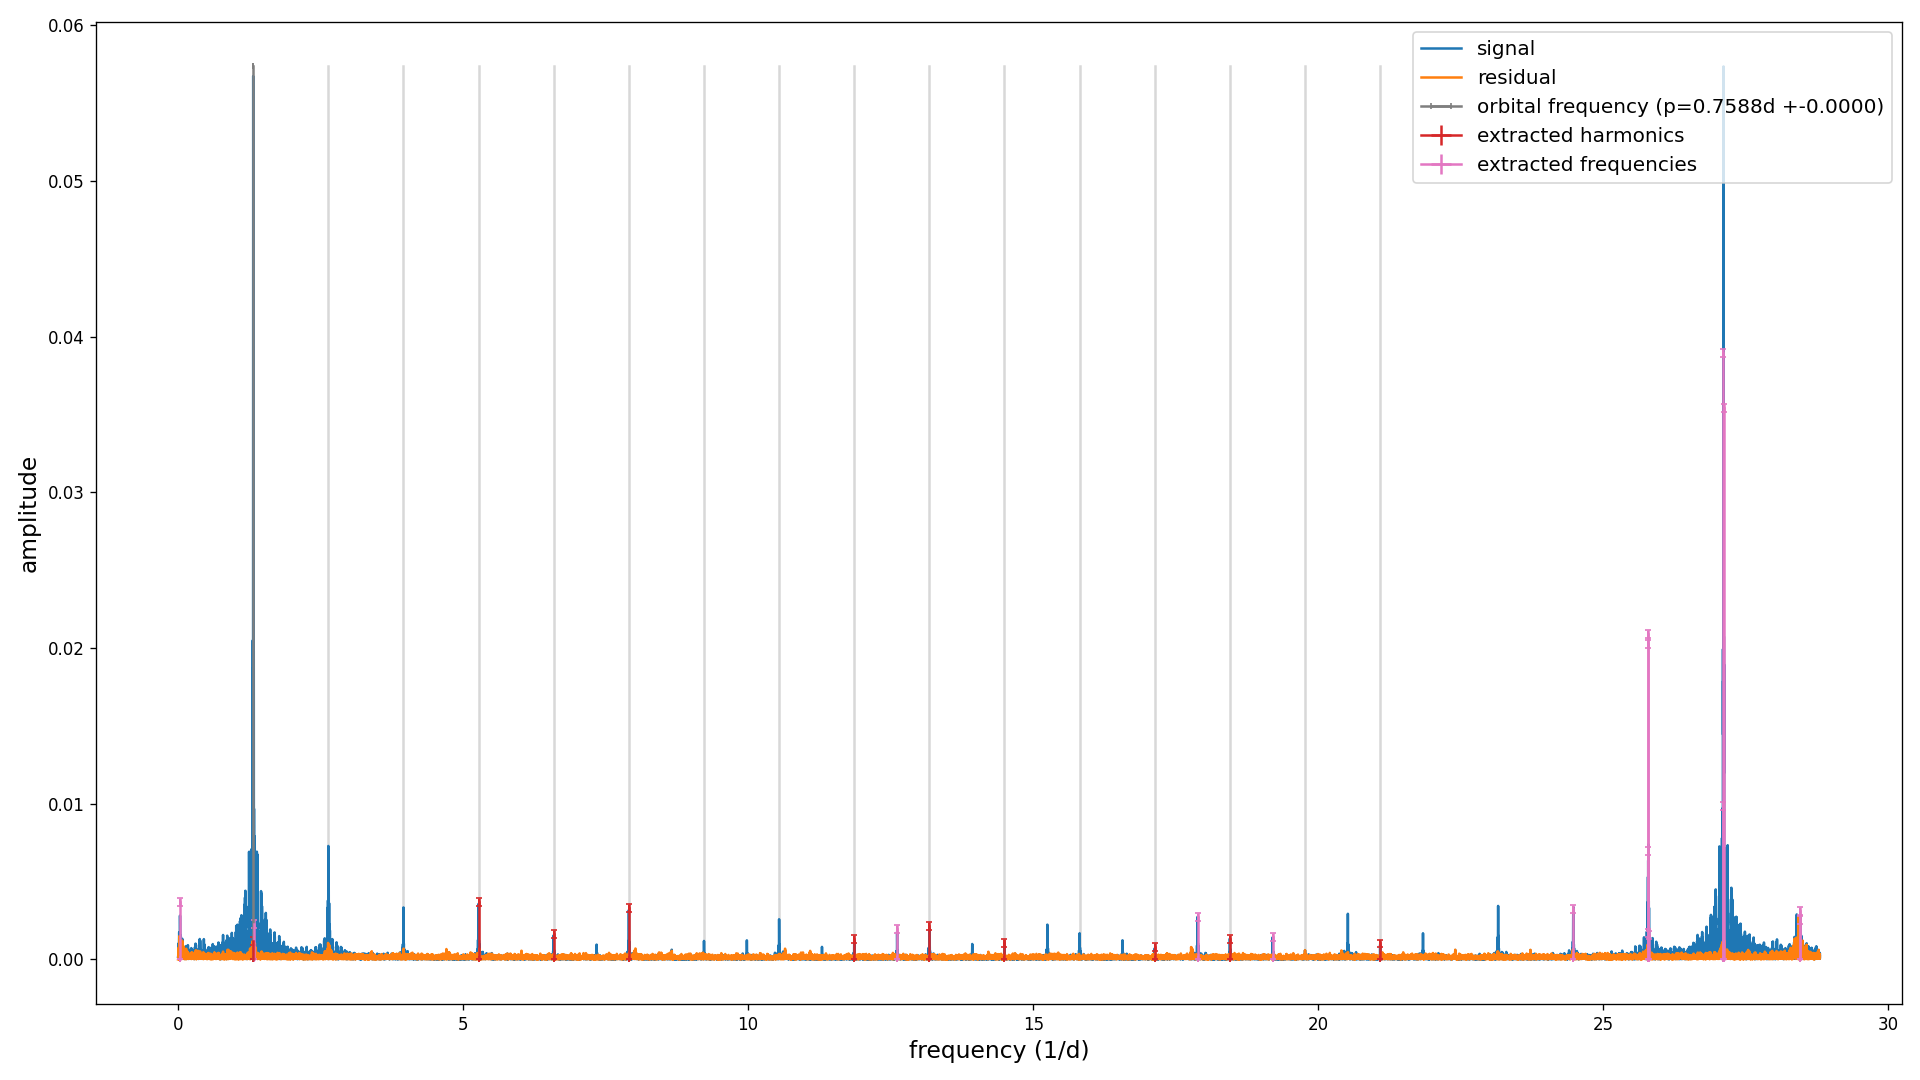 0.06
0.05
0.04
0.03
0.02
0.01
0.00
amplitude
signal
residual
orbital frequency (p=0.7588d +-0.0000)
extracted harmonics
extracted frequencies
0 5 10 15 20 25 30
frequency (1/d)